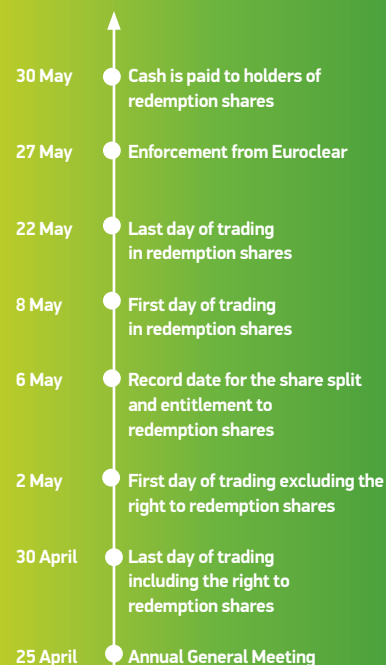 30 May Cash is paid to holders of
redemption shares
27 May Enforcement from Euroclear
22 May Last day of trading
in redemption shares
8 May First day of trading
in redemption shares
6 May Record date for the share split
and entitlement to
redemption shares
2 May First day of trading excluding the
right to redemption shares
30 April Last day of trading
including the right to
redemption shares
25 April Annual General Meeting